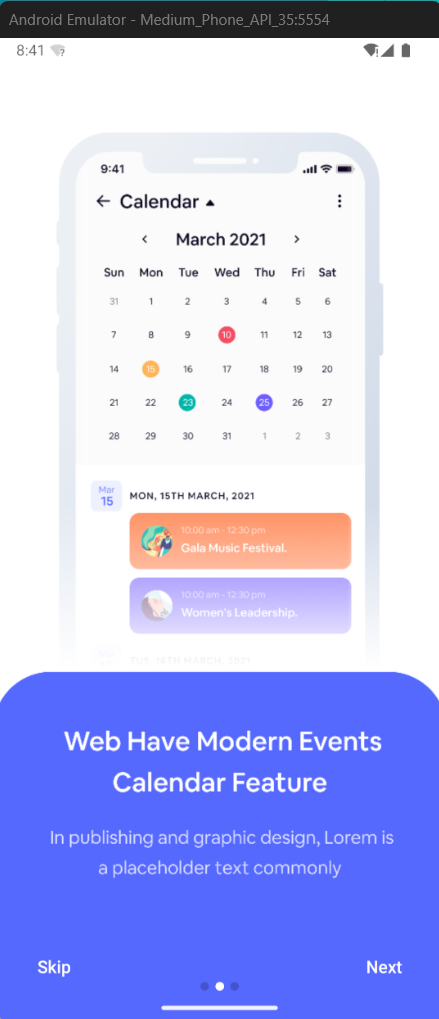 Android Emulator - Medium_Phone_API_35:5554
8:41
9:41
Calendar
March 2021
Sun Mon Tue Wed Thu Fri Sat
31 1 2 3 4 5 6
7 8 9 10 11 12 13
14 15 16 17 18 19 20
21 22 23 24 25 26 27
28 29 30 31 1 2 3
Mar
15
MON, 15TH MARCH, 2021
10:00 am - 12:30 pm
Gala Music Festival.
10:00 am - 12:30 pm
Women's Leadership.
TUE, 16TH MARCH, 2021
Web Have Modern Events
Calendar Feature
In publishing and graphic design, Lorem is
a placeholder text commonly
Skip
Next